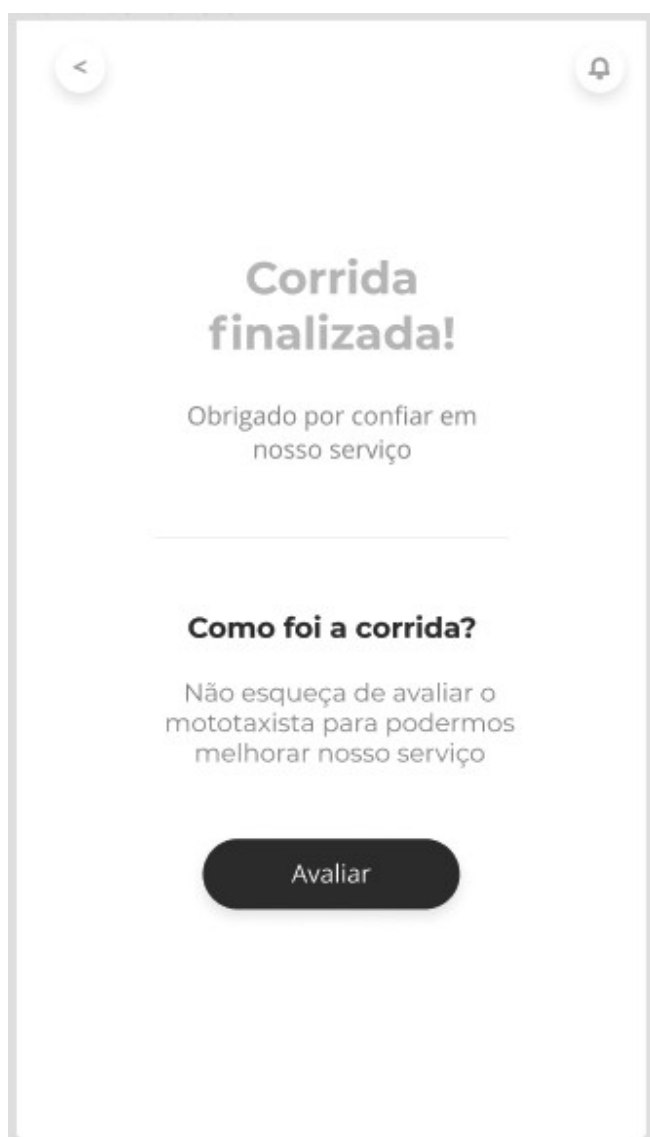 <
Corrida
finalizada!
Obrigado por confiar em
nosso serviço
Como foi a corrida?
Não esqueça de avaliar o
mototaxista para podermos
melhorar nosso serviço
Avaliar